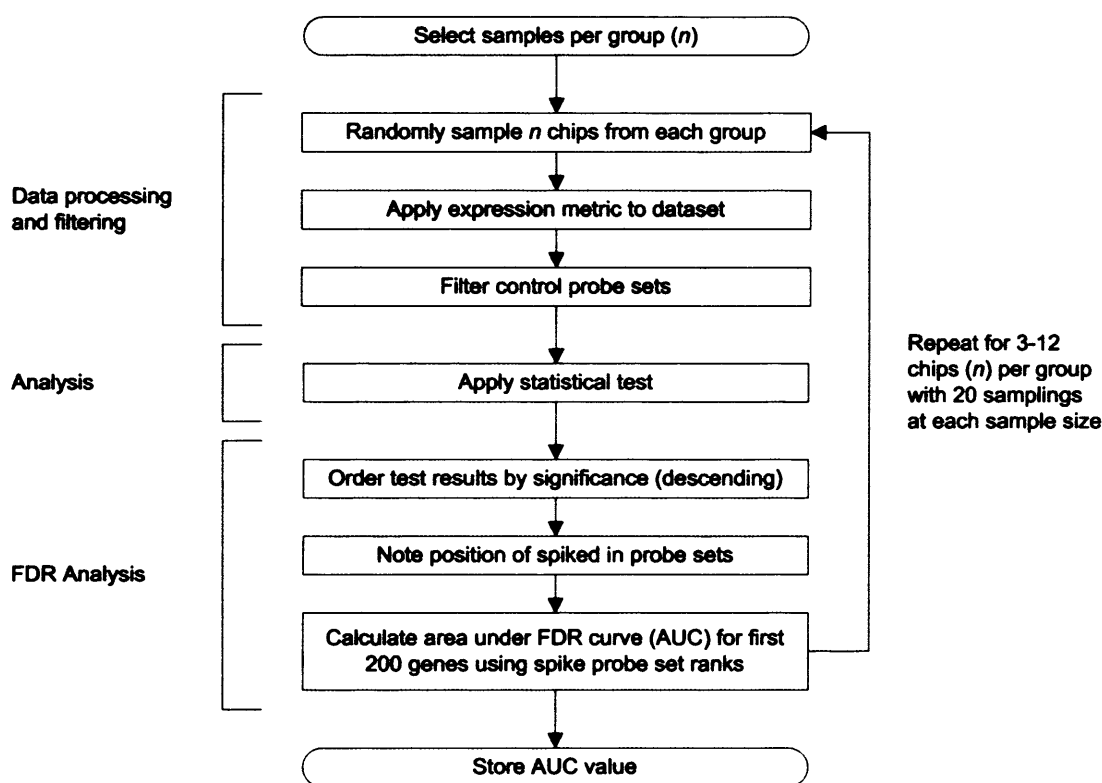 Select samples per group (n)
Randomly sample n chips from each group
Data processing
and filtering
Apply expression metric to dataset
Filter control probe sets
Repeat for 3-12
chips (n) per group
with 20 samplings
at each sample size
Analysis
Apply statistical test
Order test results by significance (descending)
Note position of spiked in probe sets
FDR Analysis
Calculate area under FDR curve (AUC) for first
200 genes using spike probe set ranks
Store AUC value